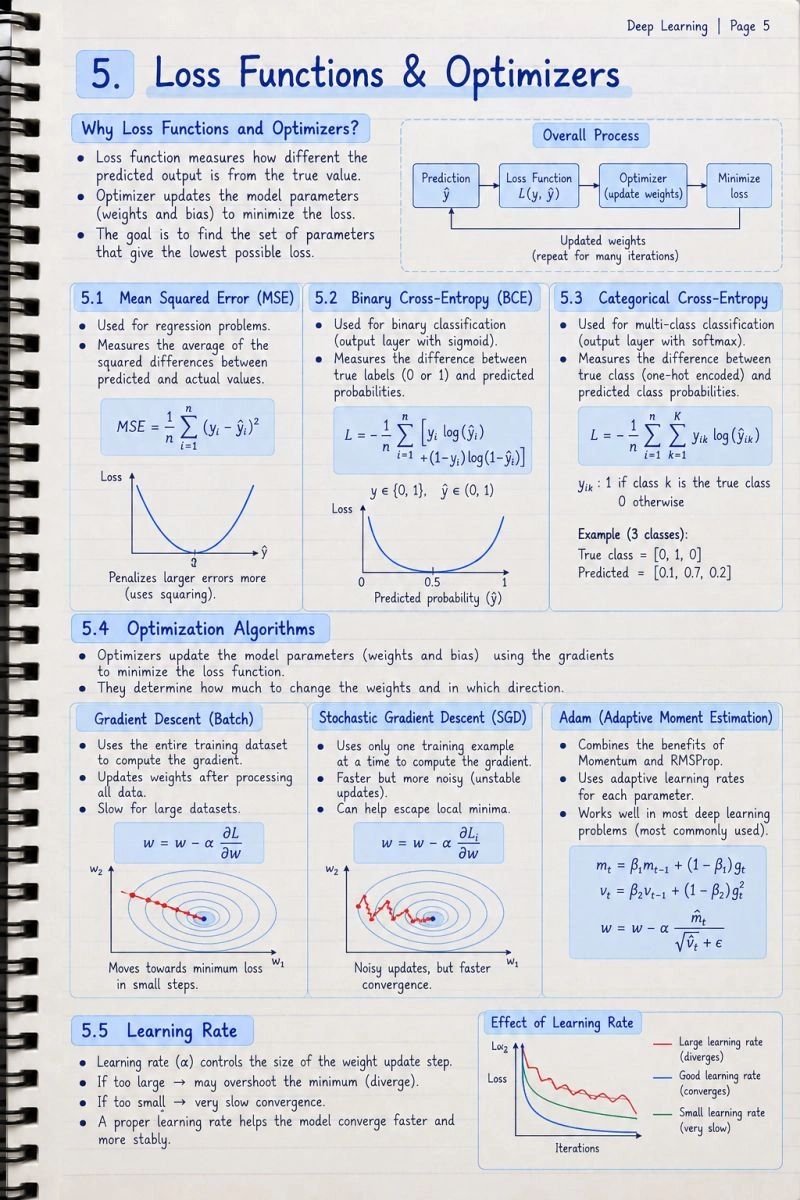 Deep Learning | Page 5
5. Loss Functions & Optimizers
Why Loss Functions and Optimizers?
• Loss function measures how different the
predicted output is from the true value.
• Optimizer updates the model parameters
(weights and bias) to minimize the loss.
• The goal is to find the set of parameters
that give the lowest possible loss.
Overall Process
Prediction
ŷ
Loss Function
L(y, ŷ)
Optimizer
(update weights)
Minimize
loss
Updated weights
(repeat for many iterations)
5.1 Mean Squared Error (MSE)
• Used for regression problems.
• Measures the average of the
squared differences between
predicted and actual values.
MSE = 1/n Σ_{i=1}^{n} (yᵢ - ŷᵢ)²
Loss
ŷ
Penalizes larger errors more
(uses squaring).
5.2 Binary Cross-Entropy (BCE)
• Used for binary classification
(output layer with sigmoid).
• Measures the difference between
true labels (0 or 1) and predicted
probabilities.
L = - 1/n Σ_{i=1}^{n} [yᵢ log(ŷᵢ)
+(1-yᵢ)log(1-ŷᵢ)]
y ∈ {0, 1}, ŷ ∈ (0, 1)
Loss
0 0.5 1
Predicted probability (ŷ)
5.3 Categorical Cross-Entropy
• Used for multi-class classification
(output layer with softmax).
• Measures the difference between
true class (one-hot encoded) and
predicted class probabilities.
L = - 1/n Σ_{i=1}^{n} Σ_{k=1}^{K} y_{ik} log(ŷ_{ik})
y_{ik} : 1 if class k is the true class
0 otherwise
Example (3 classes):
True class = [0, 1, 0]
Predicted = [0.1, 0.7, 0.2]
5.4 Optimization Algorithms
• Optimizers update the model parameters (weights and bias) using the gradients
to minimize the loss function.
• They determine how much to change the weights and in which direction.
Gradient Descent (Batch)
• Uses the entire training dataset
to compute the gradient.
• Updates weights after processing
all data.
• Slow for large datasets.
w = w - α ∂L/∂w
w₂
w₁
Moves towards minimum loss
in small steps.
Stochastic Gradient Descent (SGD)
• Uses only one training example
at a time to compute the gradient.
• Faster but more noisy (unstable
updates).
• Can help escape local minima.
w = w - α ∂Lᵢ/∂w
w₂
w₁
Noisy updates, but faster
convergence.
Adam (Adaptive Moment Estimation)
• Combines the benefits of
Momentum and RMSProp.
• Uses adaptive learning rates
for each parameter.
• Works well in most deep learning
problems (most commonly used).
m_t = β₁m_{t-1} + (1 - β₁)g_t
v_t = β₂v_{t-1} + (1 - β₂)g_t²
w = w - α m̂_t / (√v̂_t + ϵ)
5.5 Learning Rate
• Learning rate (α) controls the size of the weight update step.
• If too large → may overshoot the minimum (diverge).
• If too small → very slow convergence.
• A proper learning rate helps the model converge faster and
more stably.
Effect of Learning Rate
Loss
Iterations
Large learning rate
(diverges)
Good learning rate
(converges)
Small learning rate
(very slow)